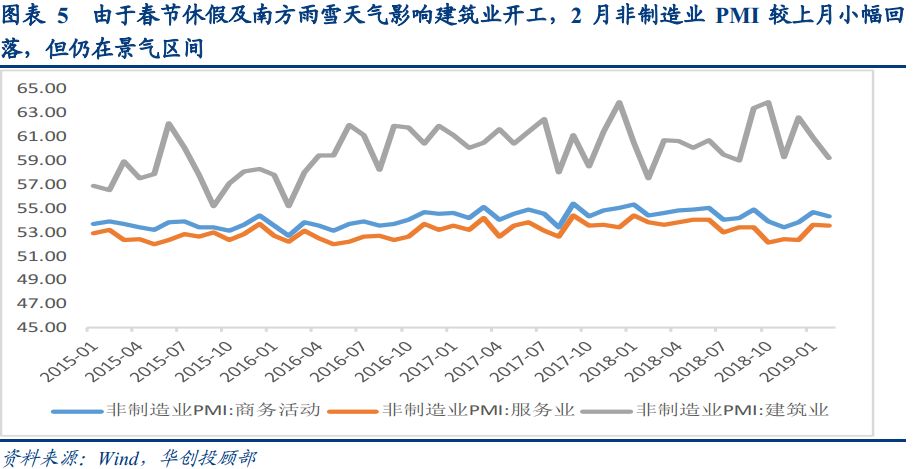 图表 5 由于春节休假及南方雨雪天气影响建筑业开工，2 月非制造业 PMI 较上月小幅回
落，但仍在景气区间
65.00
63.00
61.00
59.00
57.00
55.00
53.00
51.00
49.00
47.00
45.00
2015-01 2015-04 2015-07 2015-10 2016-01 2016-04 2016-07 2016-10 2017-01 2017-04 2017-07 2017-10 2018-01 2018-04 2018-07 2018-10 2019-01
非制造业PMI:商务活动 非制造业PMI:服务业 非制造业PMI:建筑业
资料来源：Wind，华创投顾部